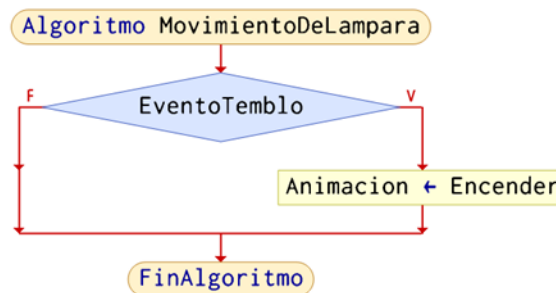 Algoritmo MovimientoDeLampara
F
EventoTemblo
V
Animacion ← Encender
FinAlgoritmo